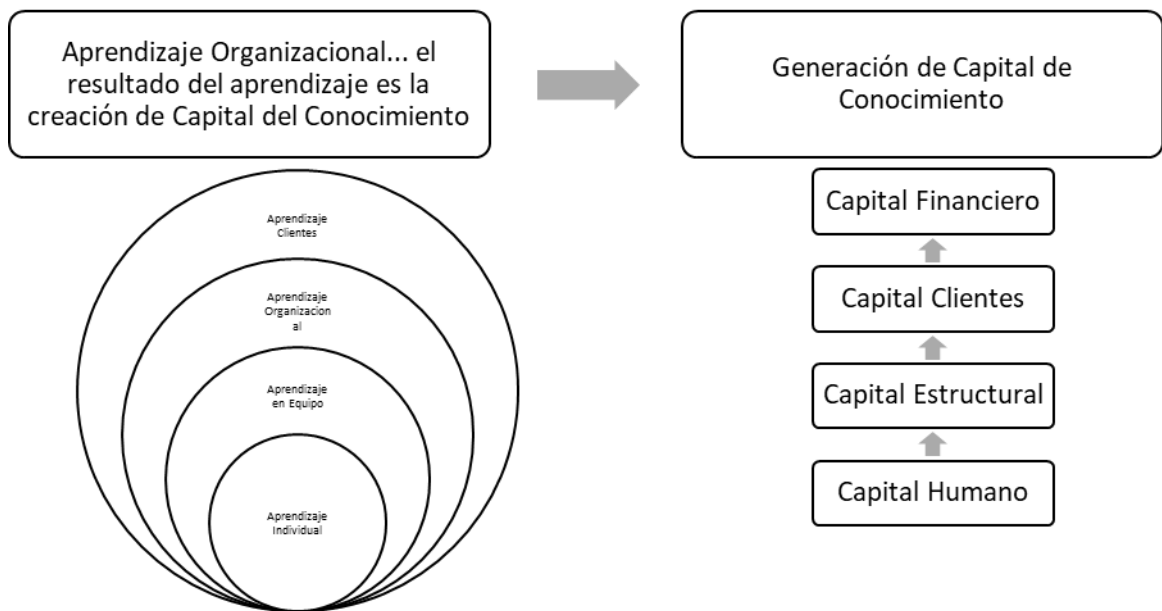 Aprendizaje Organizacional... el
resultado del aprendizaje es la
creación de Capital del Conocimiento
Generación de Capital de
Conocimiento
Aprendizaje
Clientes
Aprendizaje
Organizacion
al
Aprendizaje
en Equipo
Aprendizaje
Individual
Capital Financiero
Capital Clientes
Capital Estructural
Capital Humano